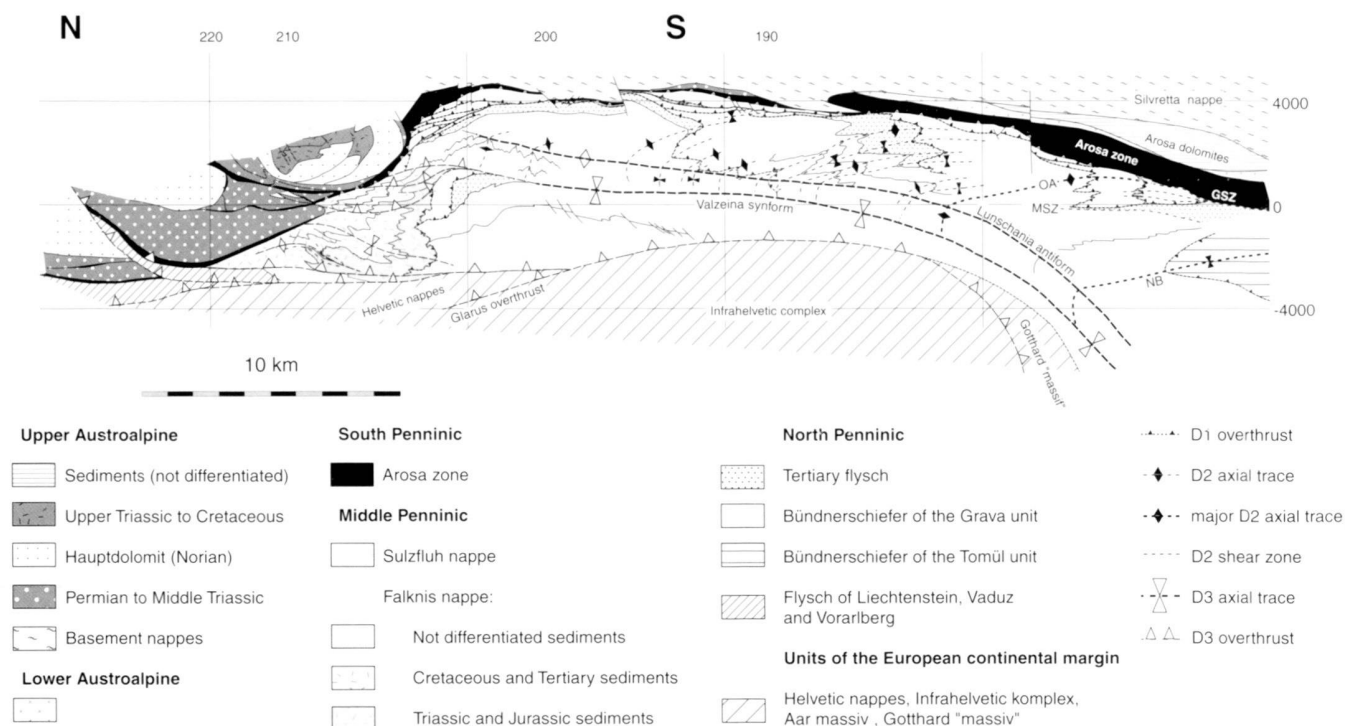 N
S
220
210
200
190
Silvretta nappe
4000
Arosa dolomites
Arosa zone
GSZ
OA
MSZ
0
Valzeina synform
Lunschania antiform
NB
Helvetic nappes
Glarus overthrust
Infrahelvetic complex
-4000
Gotthard "massif"
10 km
Upper Austroalpine
Sediments (not differentiated)
Upper Triassic to Cretaceous
Hauptdolomit (Norian)
Permian to Middle Triassic
Basement nappes
Lower Austroalpine
South Penninic
Arosa zone
Middle Penninic
Sulzfluh nappe
Falknis nappe:
Not differentiated sediments
Cretaceous and Tertiary sediments
Triassic and Jurassic sediments
North Penninic
Tertiary flysch
Bündnerschiefer of the Grava unit
Bündnerschiefer of the Tomül unit
Flysch of Liechtenstein, Vaduz
and Vorarlberg
Units of the European continental margin
Helvetic nappes, Infrahelvetic komplex,
Aar massiv , Gotthard "massiv"
D1 overthrust
D2 axial trace
major D2 axial trace
D2 shear zone
D3 axial trace
D3 overthrust